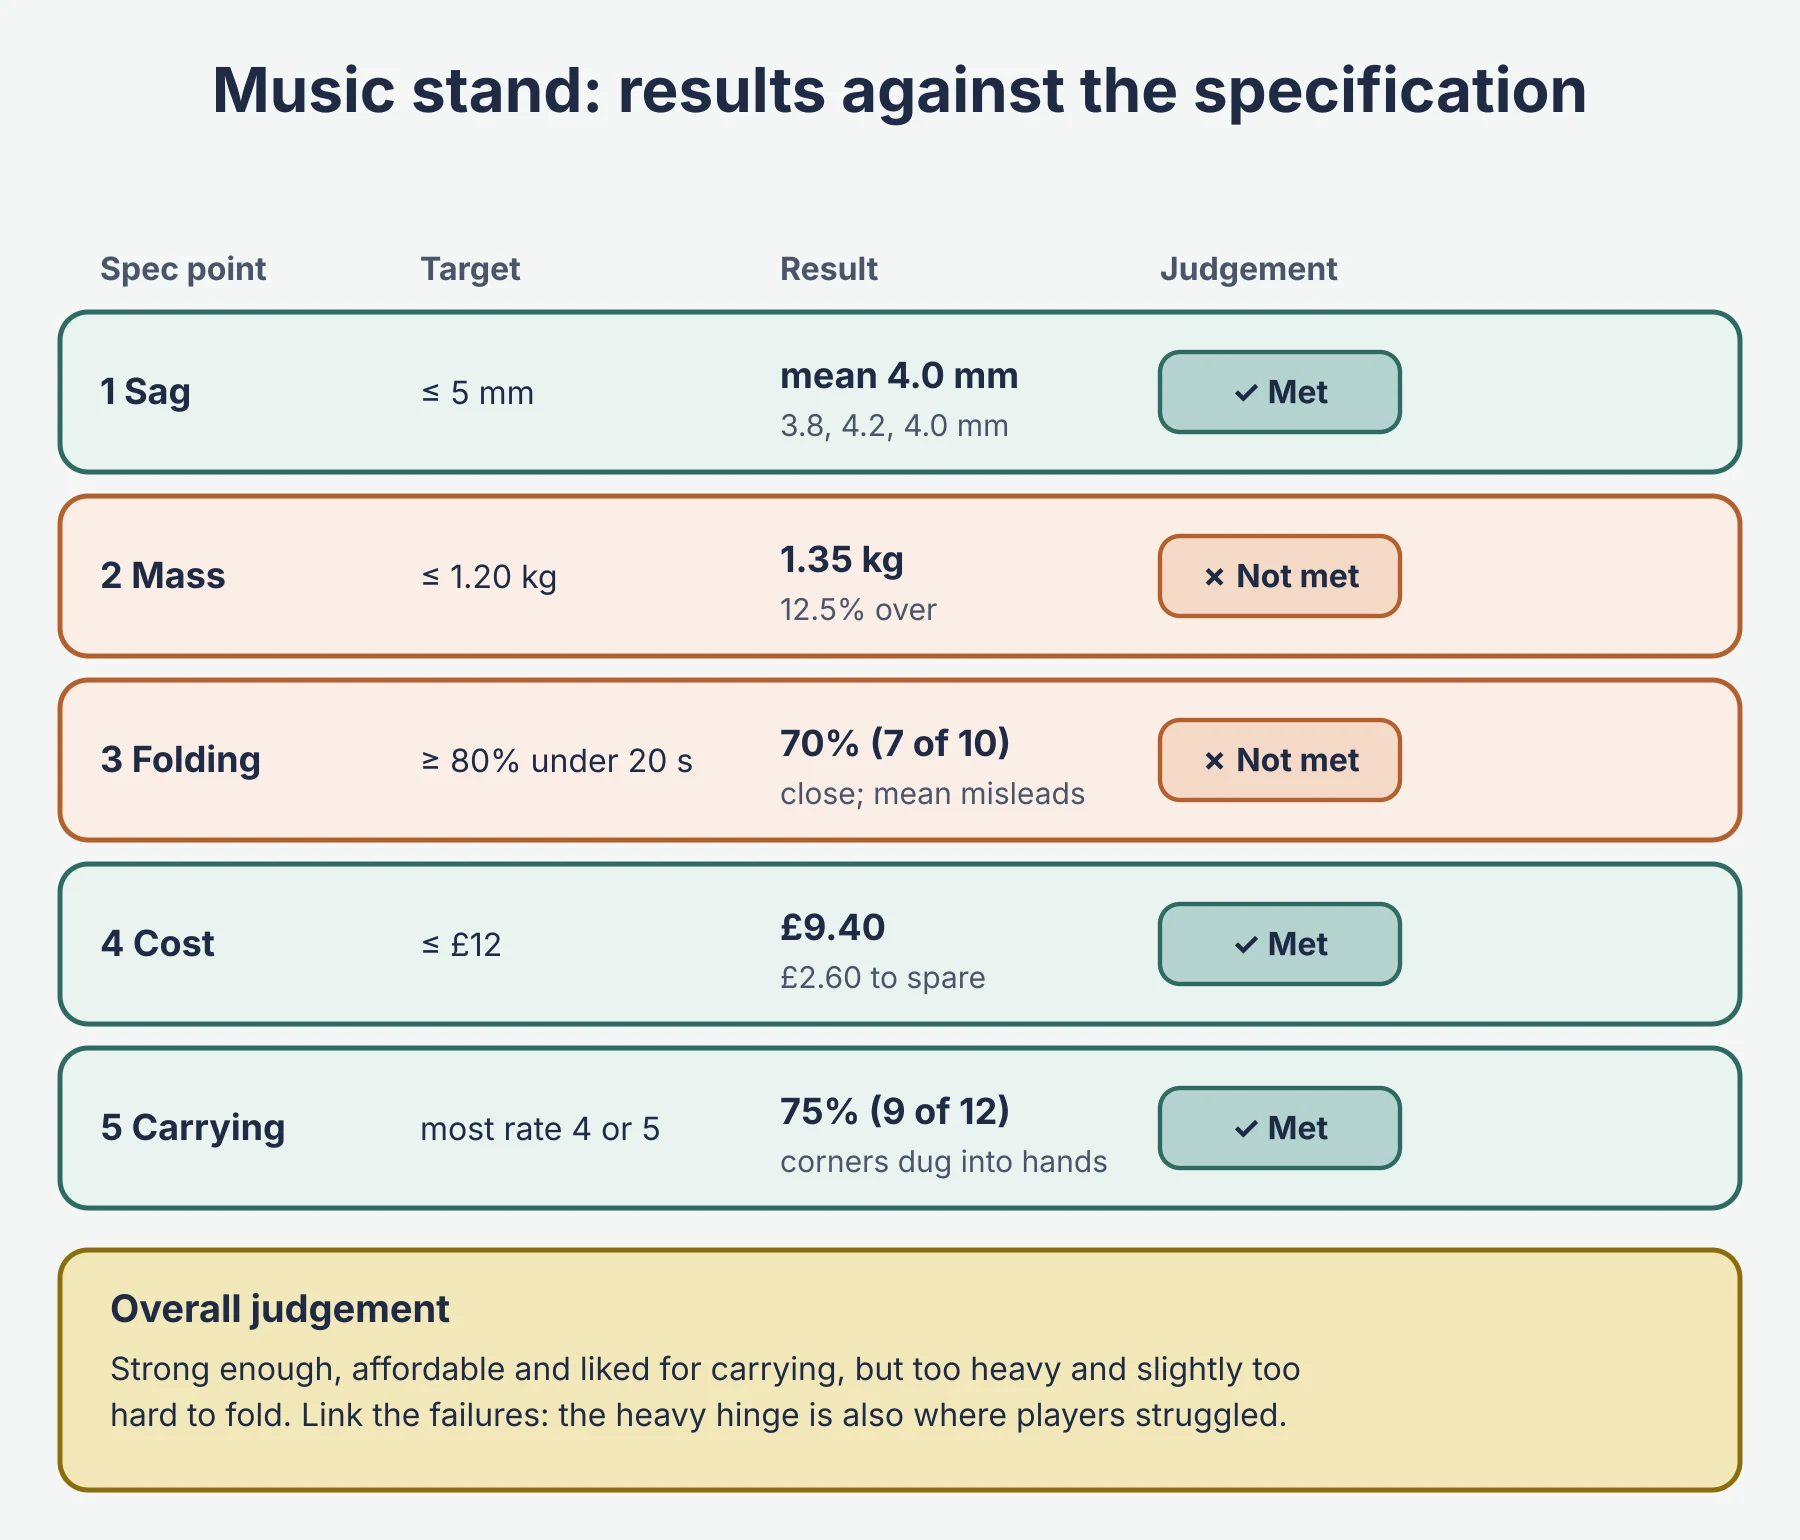 Music stand: results against the specification
Spec point Target Result Judgement
1 Sag ≤ 5 mm mean 4.0 mm ✓ Met
3.8, 4.2, 4.0 mm
2 Mass ≤ 1.20 kg 1.35 kg × Not met
12.5% over
3 Folding ≥ 80% under 20 s 70% (7 of 10) × Not met
close; mean misleads
4 Cost ≤ £12 £9.40 ✓ Met
£2.60 to spare
5 Carrying most rate 4 or 5 75% (9 of 12) ✓ Met
corners dug into hands
Overall judgement
Strong enough, affordable and liked for carrying, but too heavy and slightly too
hard to fold. Link the failures: the heavy hinge is also where players struggled.